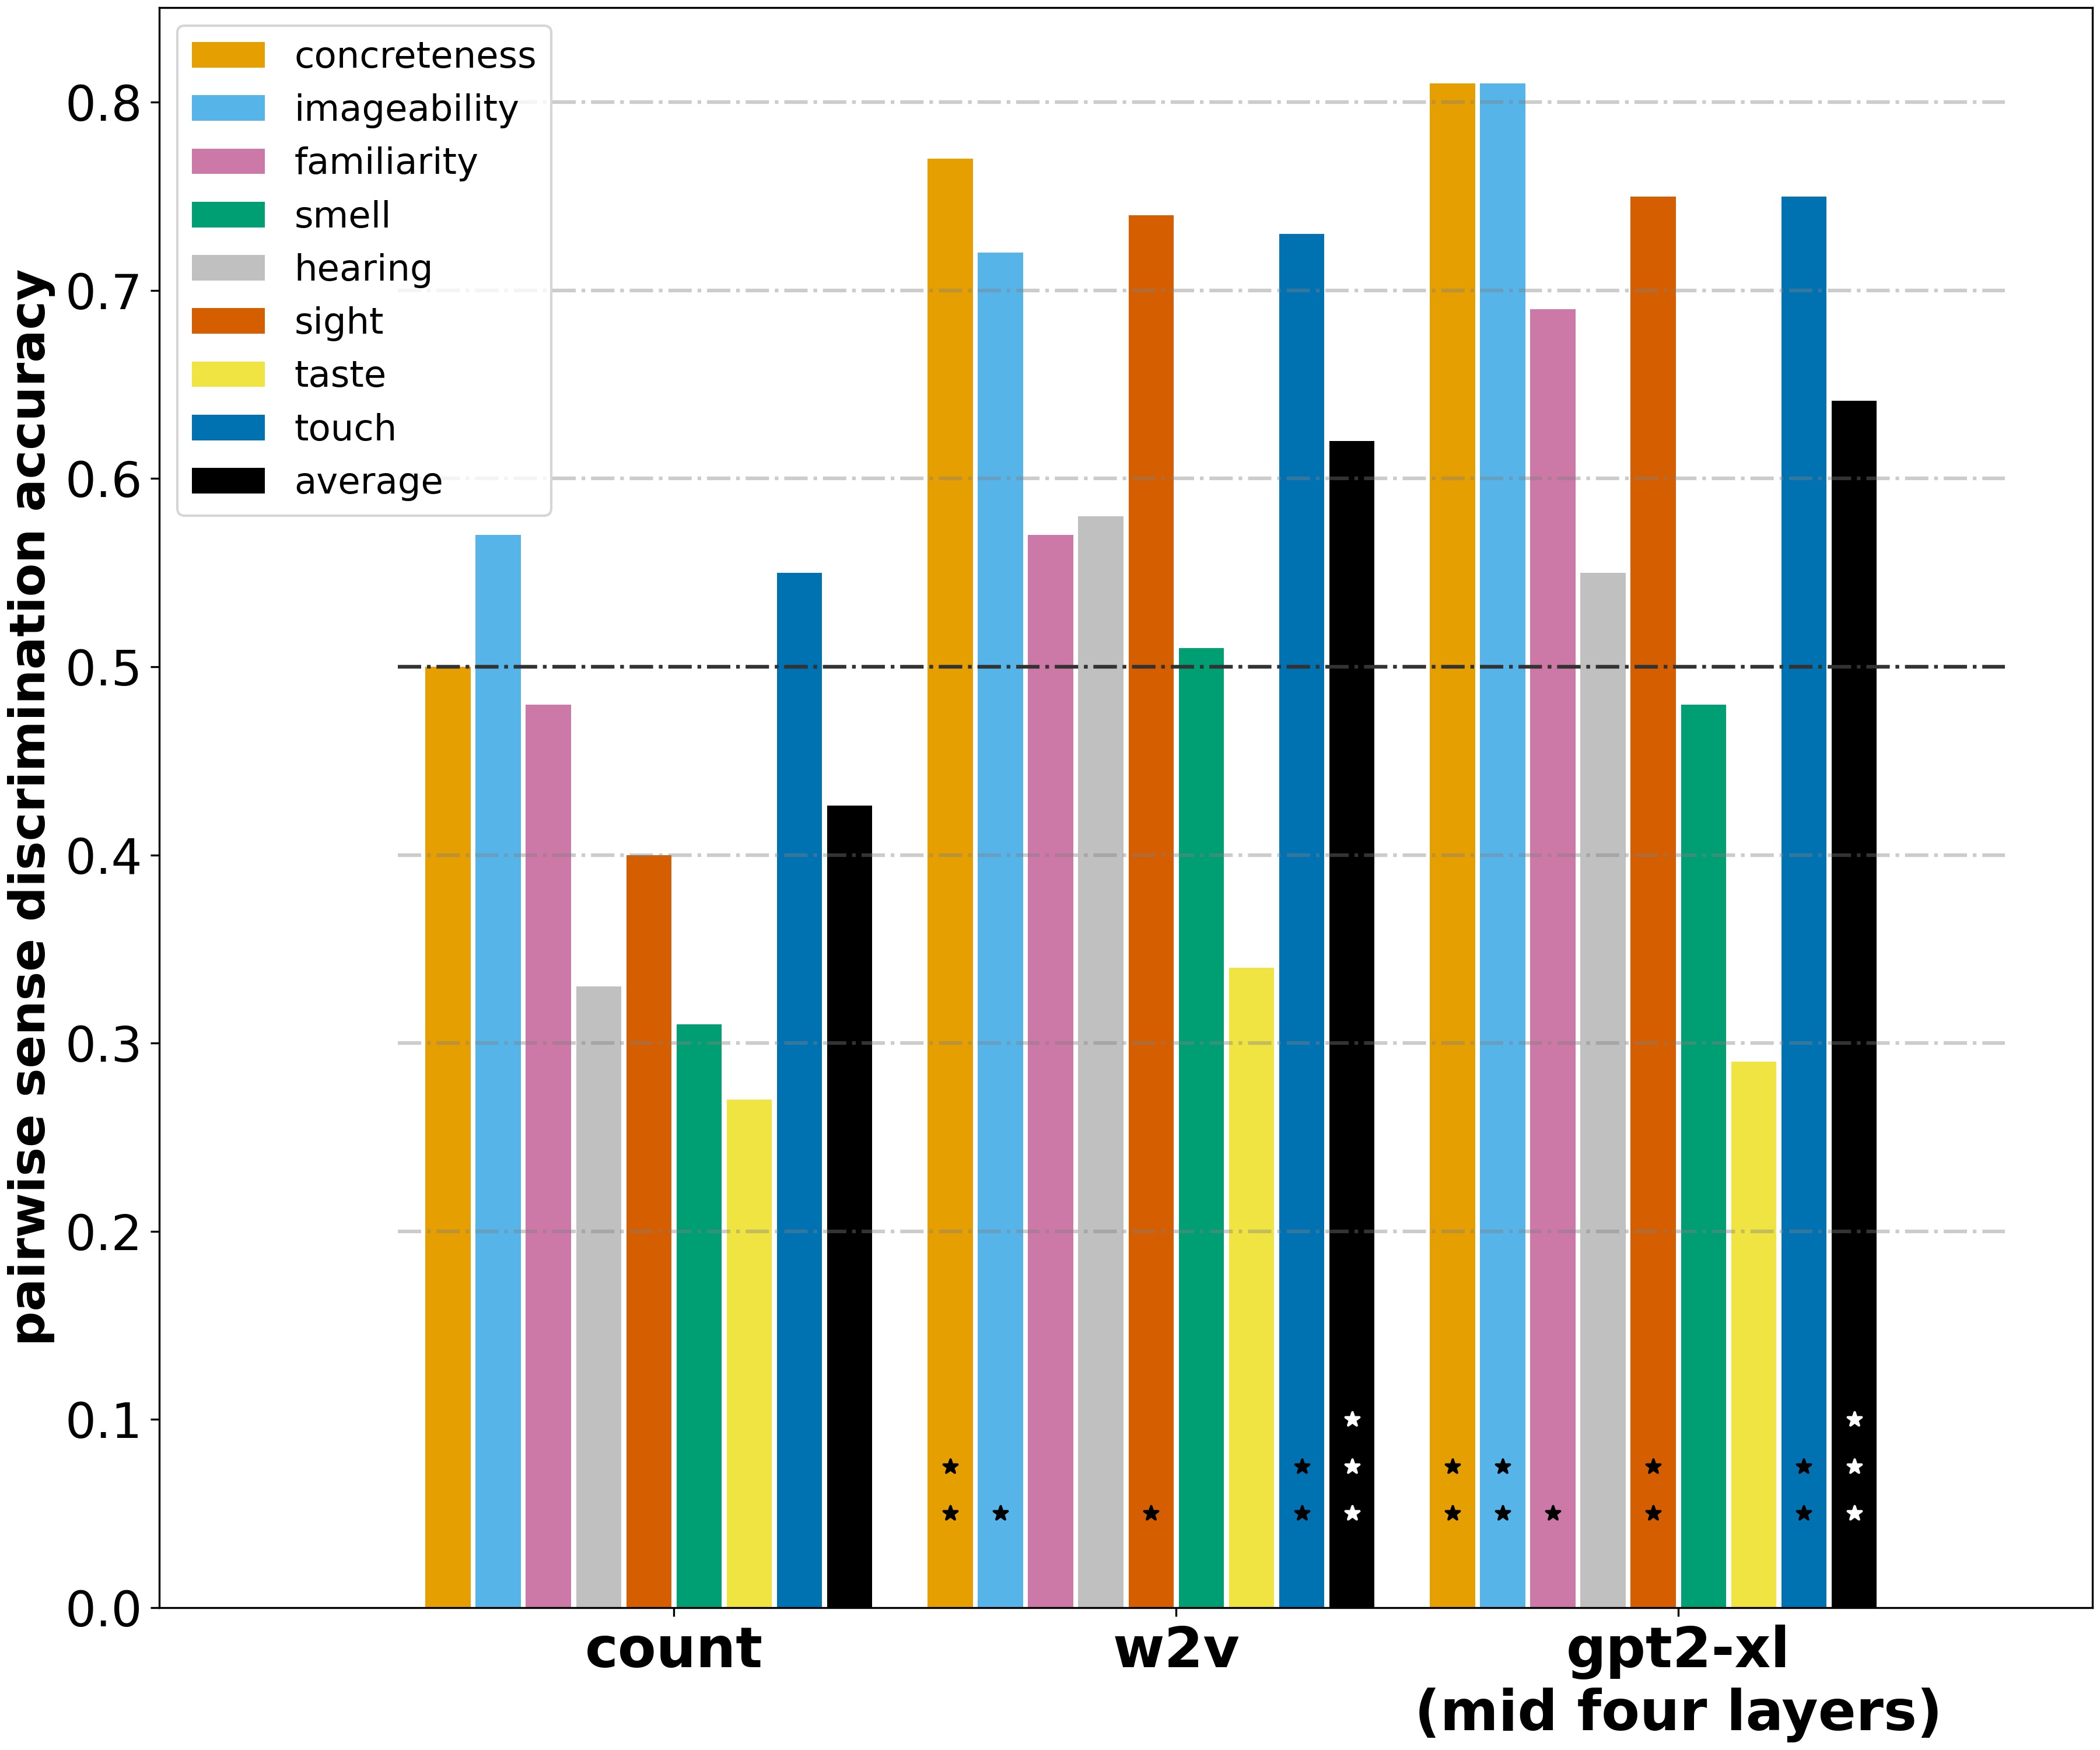 concreteness
imageability
familiarity
smell
hearing
sight
taste
touch
average
pairwise sense discrimination accuracy
0.8
0.7
0.6
0.5
0.4
0.3
0.2
0.1
0.0
count
w2v
gpt2-xl
(mid four layers)